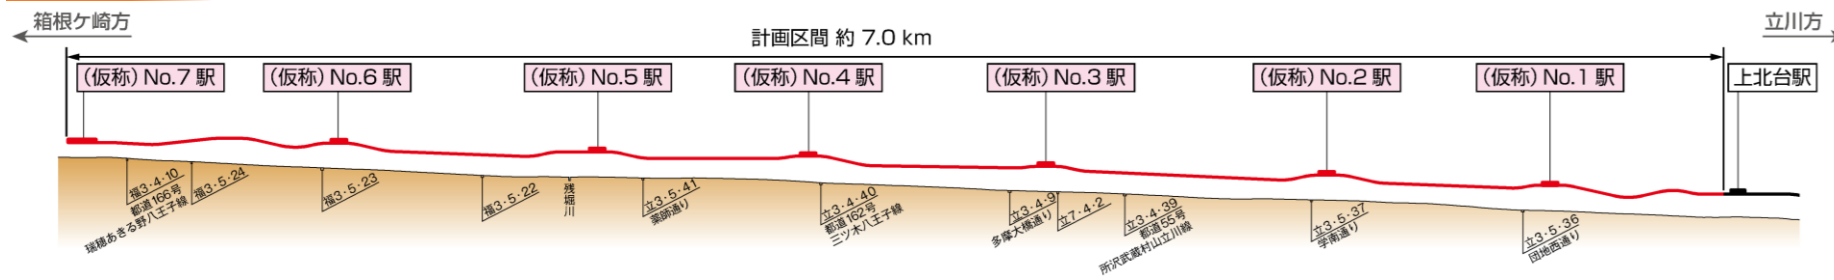 箱根ケ崎方
立川方
計画区間 約 7.0 km
(仮称) No.7 駅
(仮称) No.6 駅
(仮称) No.5 駅
(仮称) No.4 駅
(仮称) No.3 駅
(仮称) No.2 駅
(仮称) No.1 駅
上北台駅
福3・4・10
都道166号
瑞穂あきる野八王子線
福3・5・24
福3・5・23
福3・5・22
残堀川
立3・5・41
薬師通り
立3・4・40
都道162号
三ツ木八王子線
立3・4・9
多摩大橋通り
立7・4・2
立3・4・39
都道55号
所沢武蔵村山立川線
立3・5・37
学南通り
立3・5・36
団地西通り